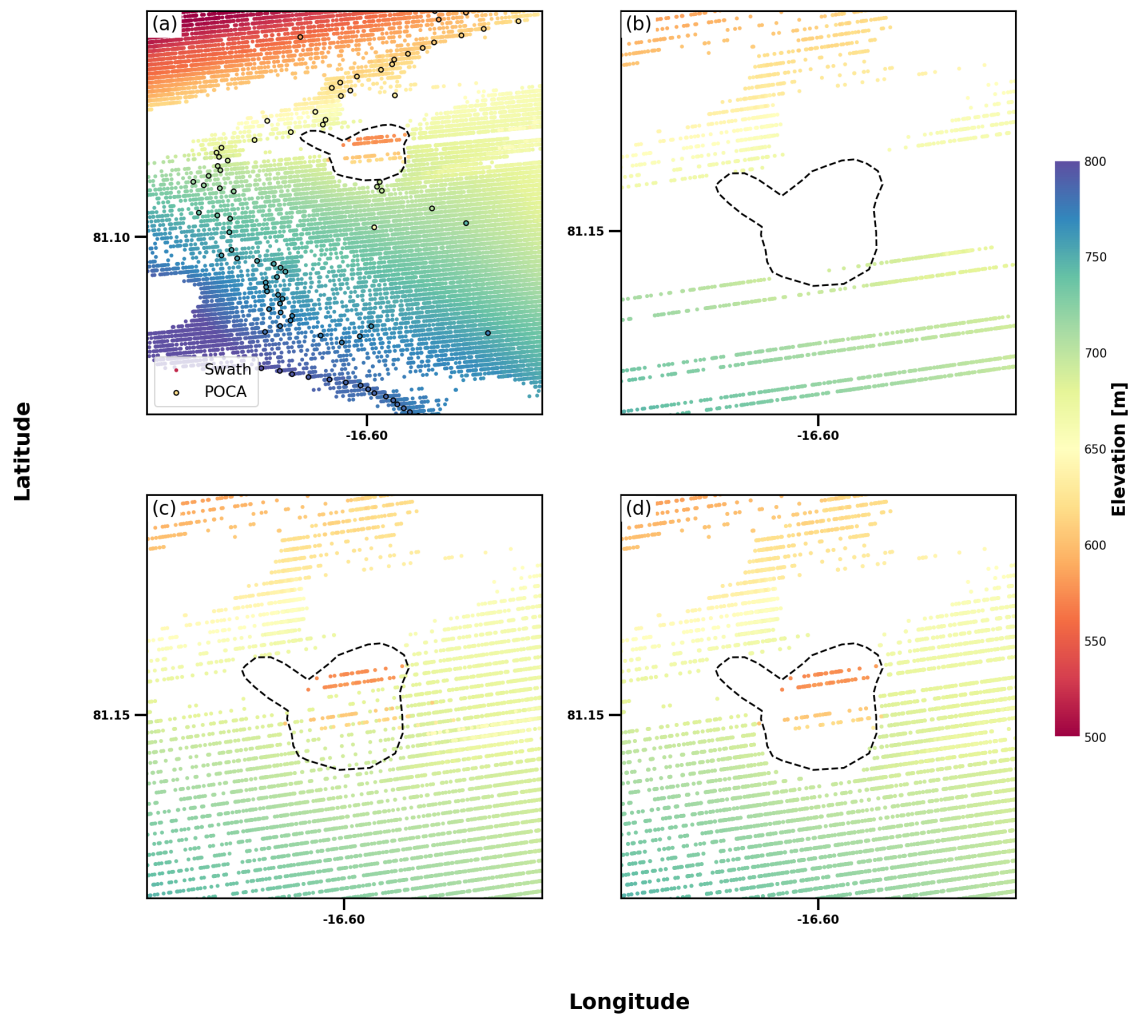 (a)
(b)
81.10
81.15
Swath
POCA
-16.60
-16.60
800
750
700
650
600
550
500
Elevation [m]
Latitude
(c)
(d)
81.15
81.15
-16.60
-16.60
Longitude